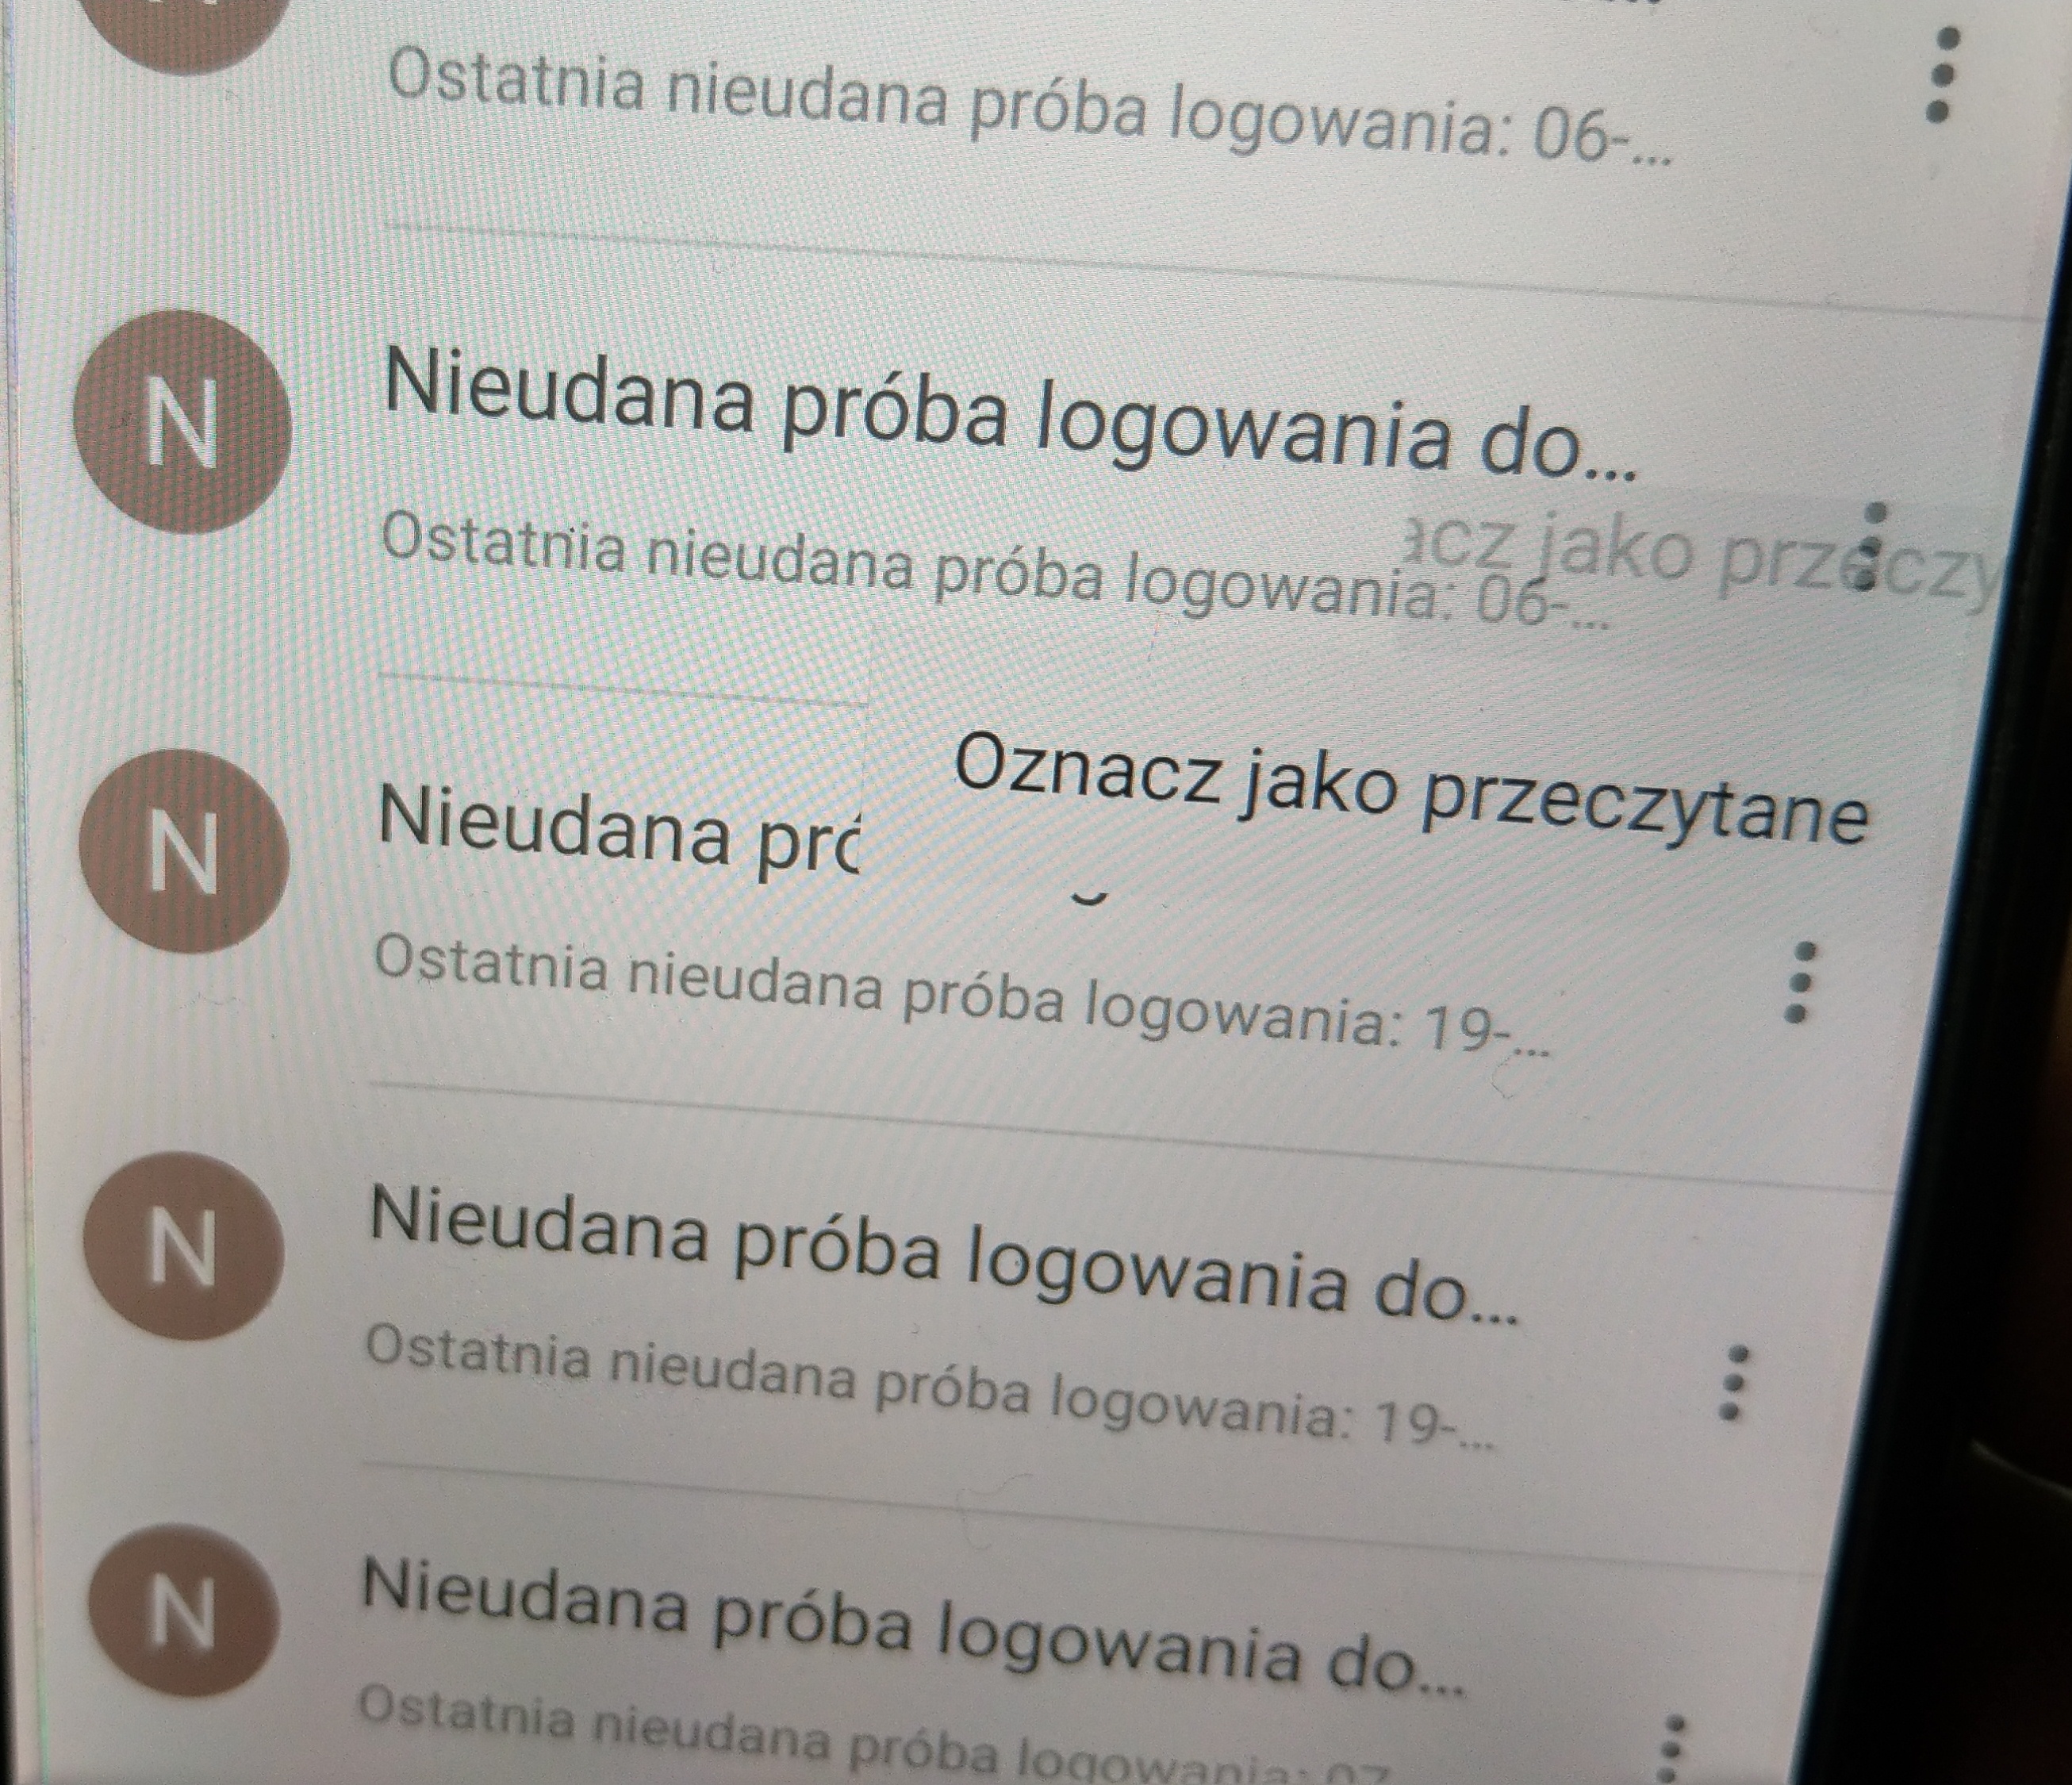 Ostatnia nieudana próba logowania: 06-...
N
Nieudana próba logowania do...
acz jako przeczy
Ostatnia nieudana próba logowania: 06-...
Oznacz jako przeczytane
N
Nieudana pró
Ostatnia nieudana próba logowania: 19-...
N
Nieudana próba logowania do...
Ostatnia nieudana próba logowania: 19-...
N
Nieudana próba logowania do...
Ostatnia nieudana próba logowania: 07